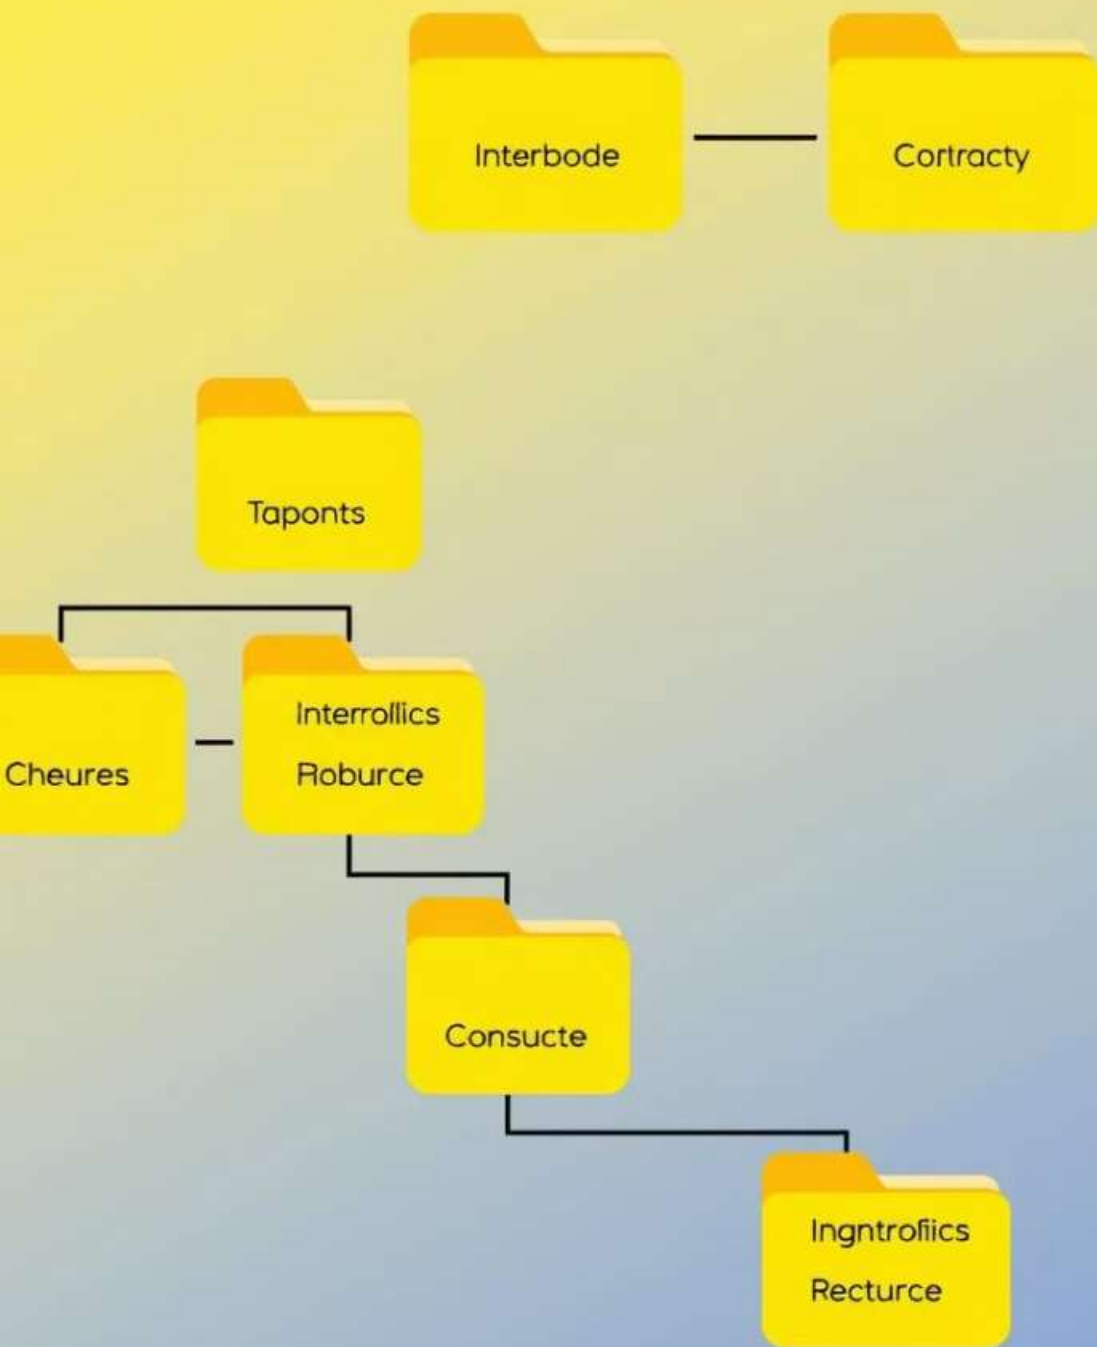 Interbode
Cortracty
Taponts
Cheures
Interrollics
Roburce
Consucte
Ingntrofiics
Recturce